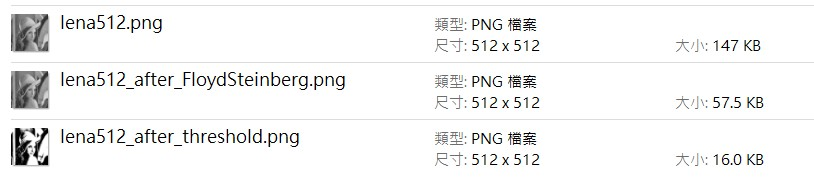 lena512.png
類型: PNG 檔案
尺寸: 512 x 512 大小: 147 KB
lena512_after_FloydSteinberg.png
類型: PNG 檔案
尺寸: 512 x 512 大小: 57.5 KB
lena512_after_threshold.png
類型: PNG 檔案
尺寸: 512 x 512 大小: 16.0 KB